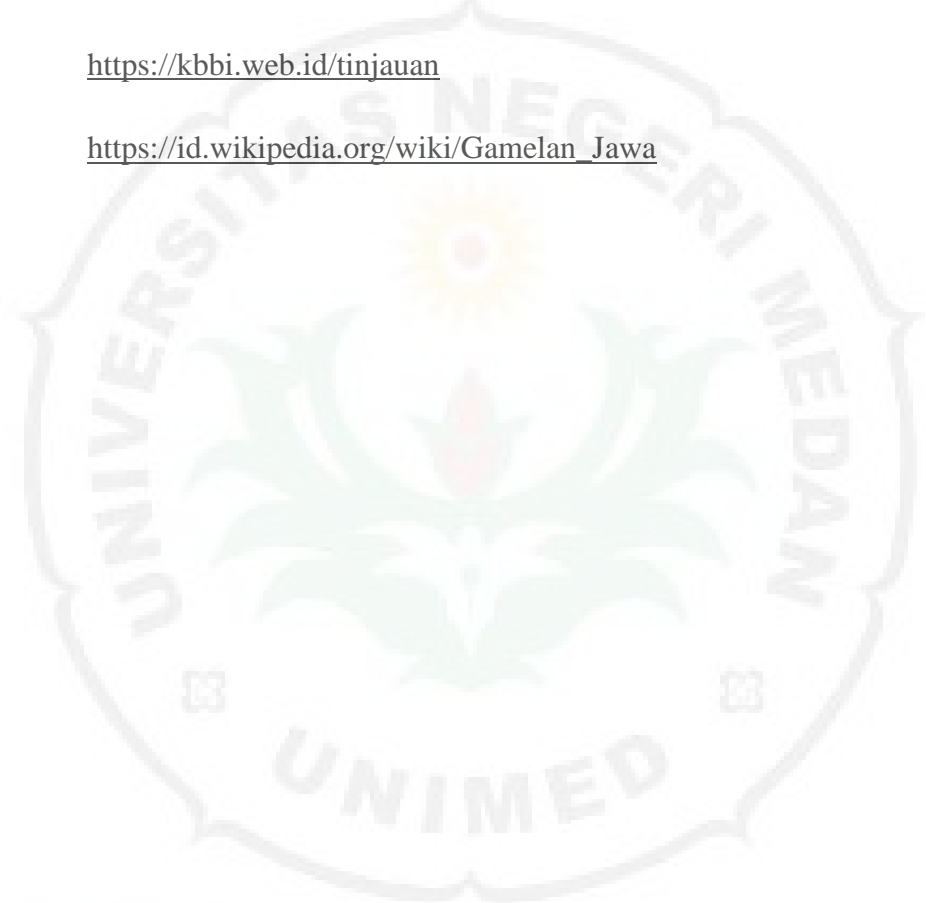 https://kbbi.web.id/tinjauan
https://id.wikipedia.org/wiki/Gamelan_Jawa
UNIVERSITAS NEGERI MEDAN
UNIMED